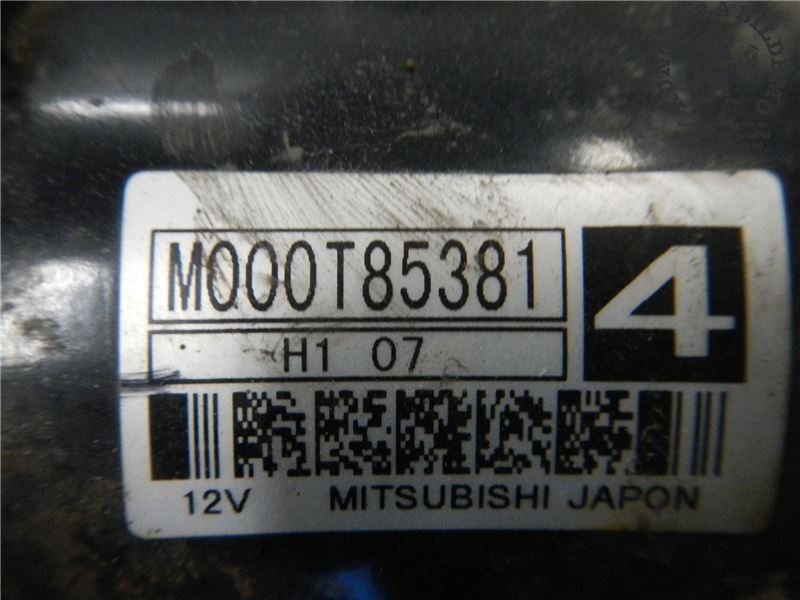 M000T85381
4
H1 07
12V MITSUBISHI JAPON